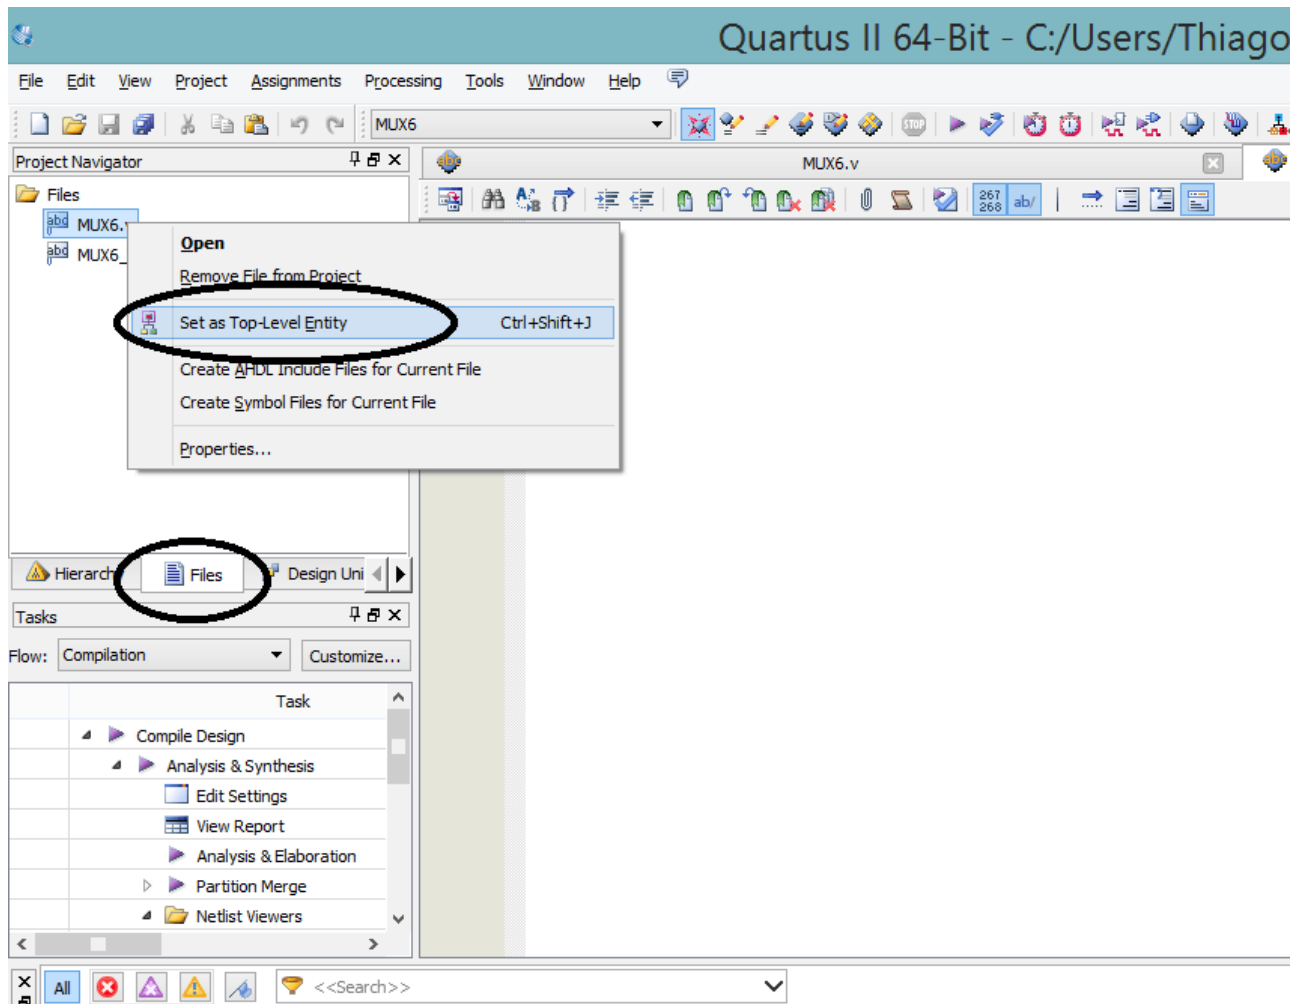 Quartus II 64-Bit - C:/Users/Thiago
File Edit View Project Assignments Processing Tools Window Help
MUX6
Project Navigator
MUX6.v
Files
267
268
ab/
MUX6.v
MUX6_
Open
Remove File from Project
Set as Top-Level Entity Ctrl+Shift+J
Create AHDL Include Files for Current File
Create Symbol Files for Current File
Properties...
Hierarch Files Design Uni
Tasks
Flow: Compilation Customize...
Task
Compile Design
Analysis & Synthesis
Edit Settings
View Report
Analysis & Elaboration
Partition Merge
Netlist Viewers
All <<Search>>